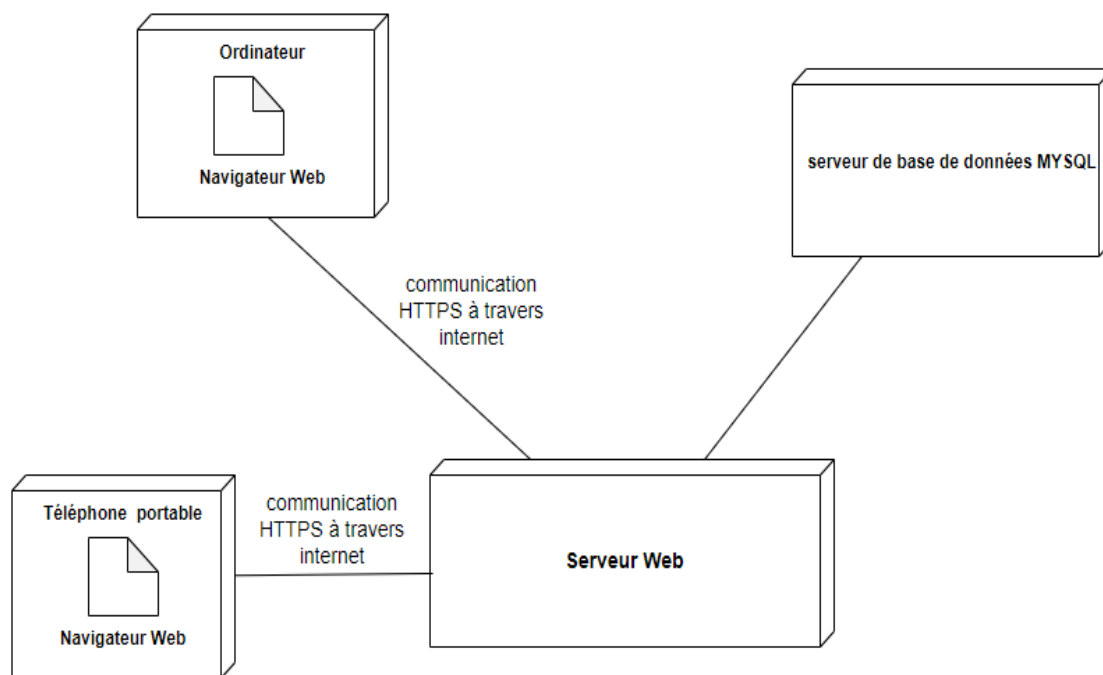 Ordinateur
Navigateur Web
serveur de base de données MYSQL
communication
HTTPS à travers
internet
Téléphone portable
Navigateur Web
communication
HTTPS à travers
internet
Serveur Web